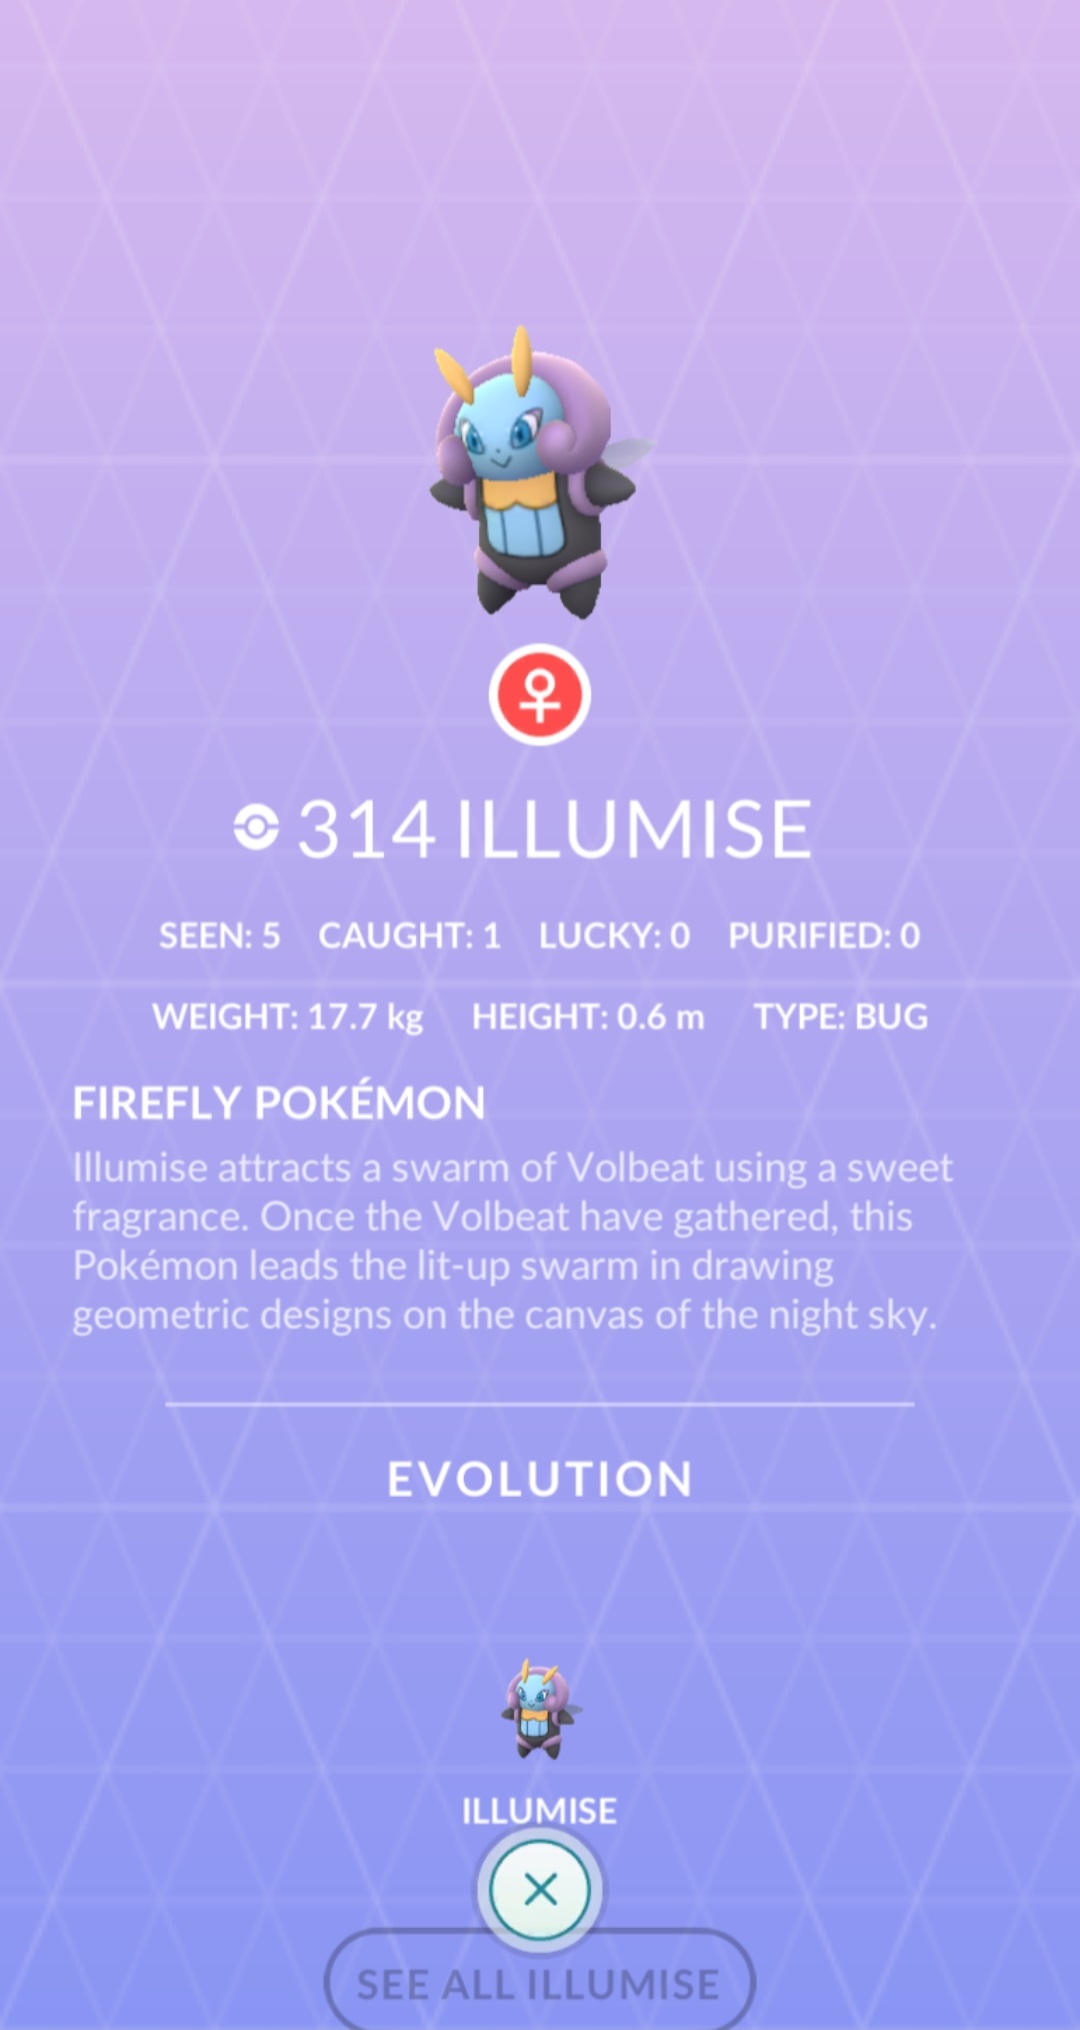 314 ILLUMISE
SEEN: 5 CAUGHT: 1 LUCKY: 0 PURIFIED: 0
WEIGHT: 17.7 kg HEIGHT: 0.6 m TYPE: BUG
FIREFLY POKÉMON
Illumise attracts a swarm of Volbeat using a sweet
fragrance. Once the Volbeat have gathered, this
Pokémon leads the lit-up swarm in drawing
geometric designs on the canvas of the night sky.
EVOLUTION
ILLUMISE
SEE ALL ILLUMISE